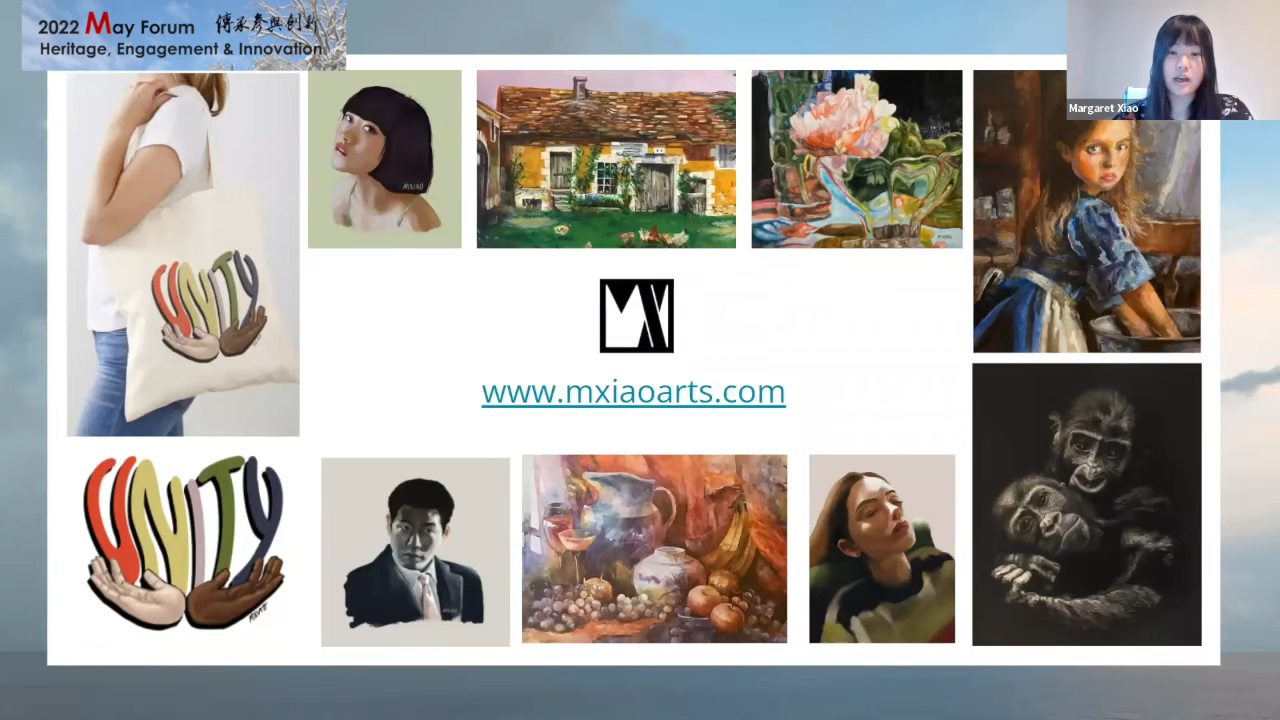 2022 May Forum 傳承參與創新
Heritage, Engagement & Innovation
Margaret Xiao
UNITY
MXIAO
MX
www.mxiaoarts.com
UNITY